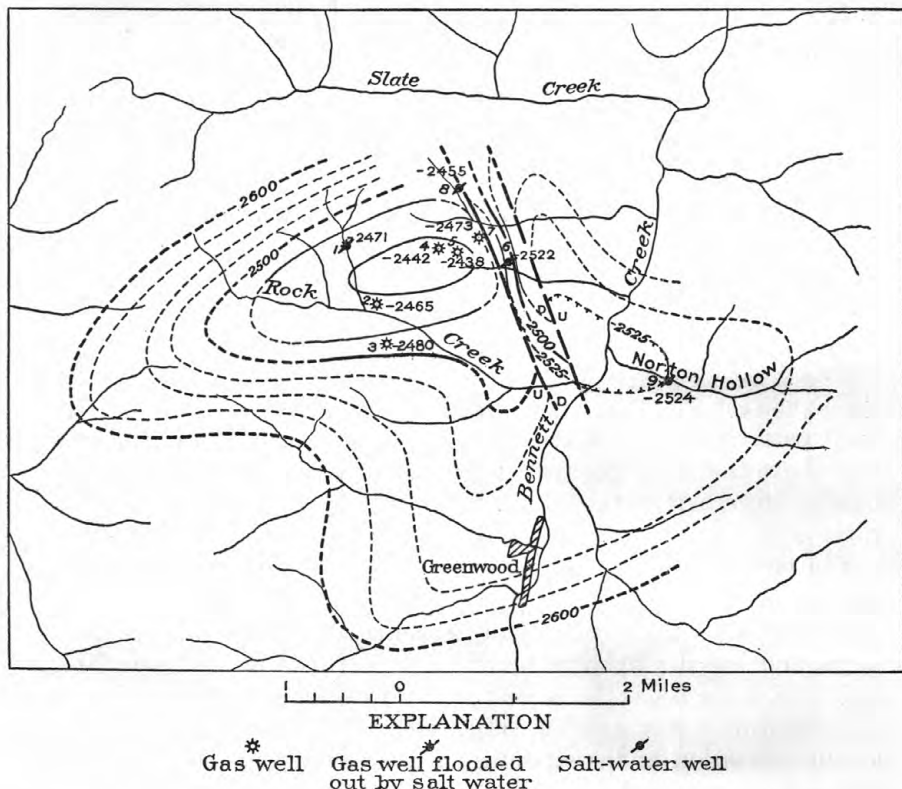 Slate Creek
-2600
-2455
8
-2473
7
-2471
1
4
5
-2442
-2438
6
-2522
-2500
Rock
2
-2465
3
-2480
Creek
Creek
D U
-2500
-2525
-2525
Norton Hollow
9
-2524
U D
Bennett
Greenwood
-2600
0 2 Miles
EXPLANATION
Gas well
Gas well flooded
out by salt water
Salt-water well